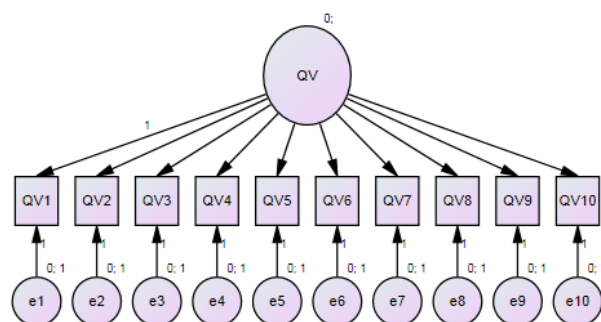 0;
QV
1
QV1 QV2 QV3 QV4 QV5 QV6 QV7 QV8 QV9 QV10
1 1 1 1 1 1 1 1 1 1
0; 1 0; 1 0; 1 0; 1 0; 1 0; 1 0; 1 0; 1 0; 1 0;
e1 e2 e3 e4 e5 e6 e7 e8 e9 e10